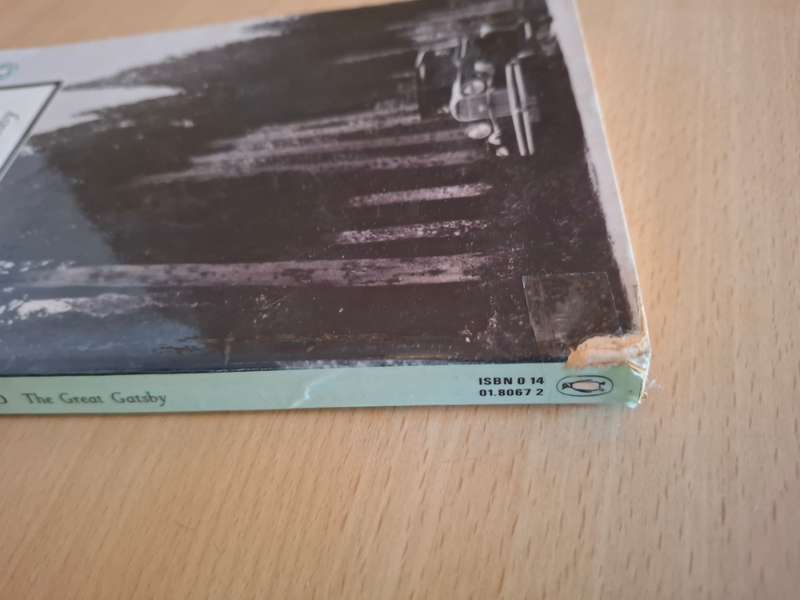 The Great Gatsby
ISBN 0 14
01.8067 2